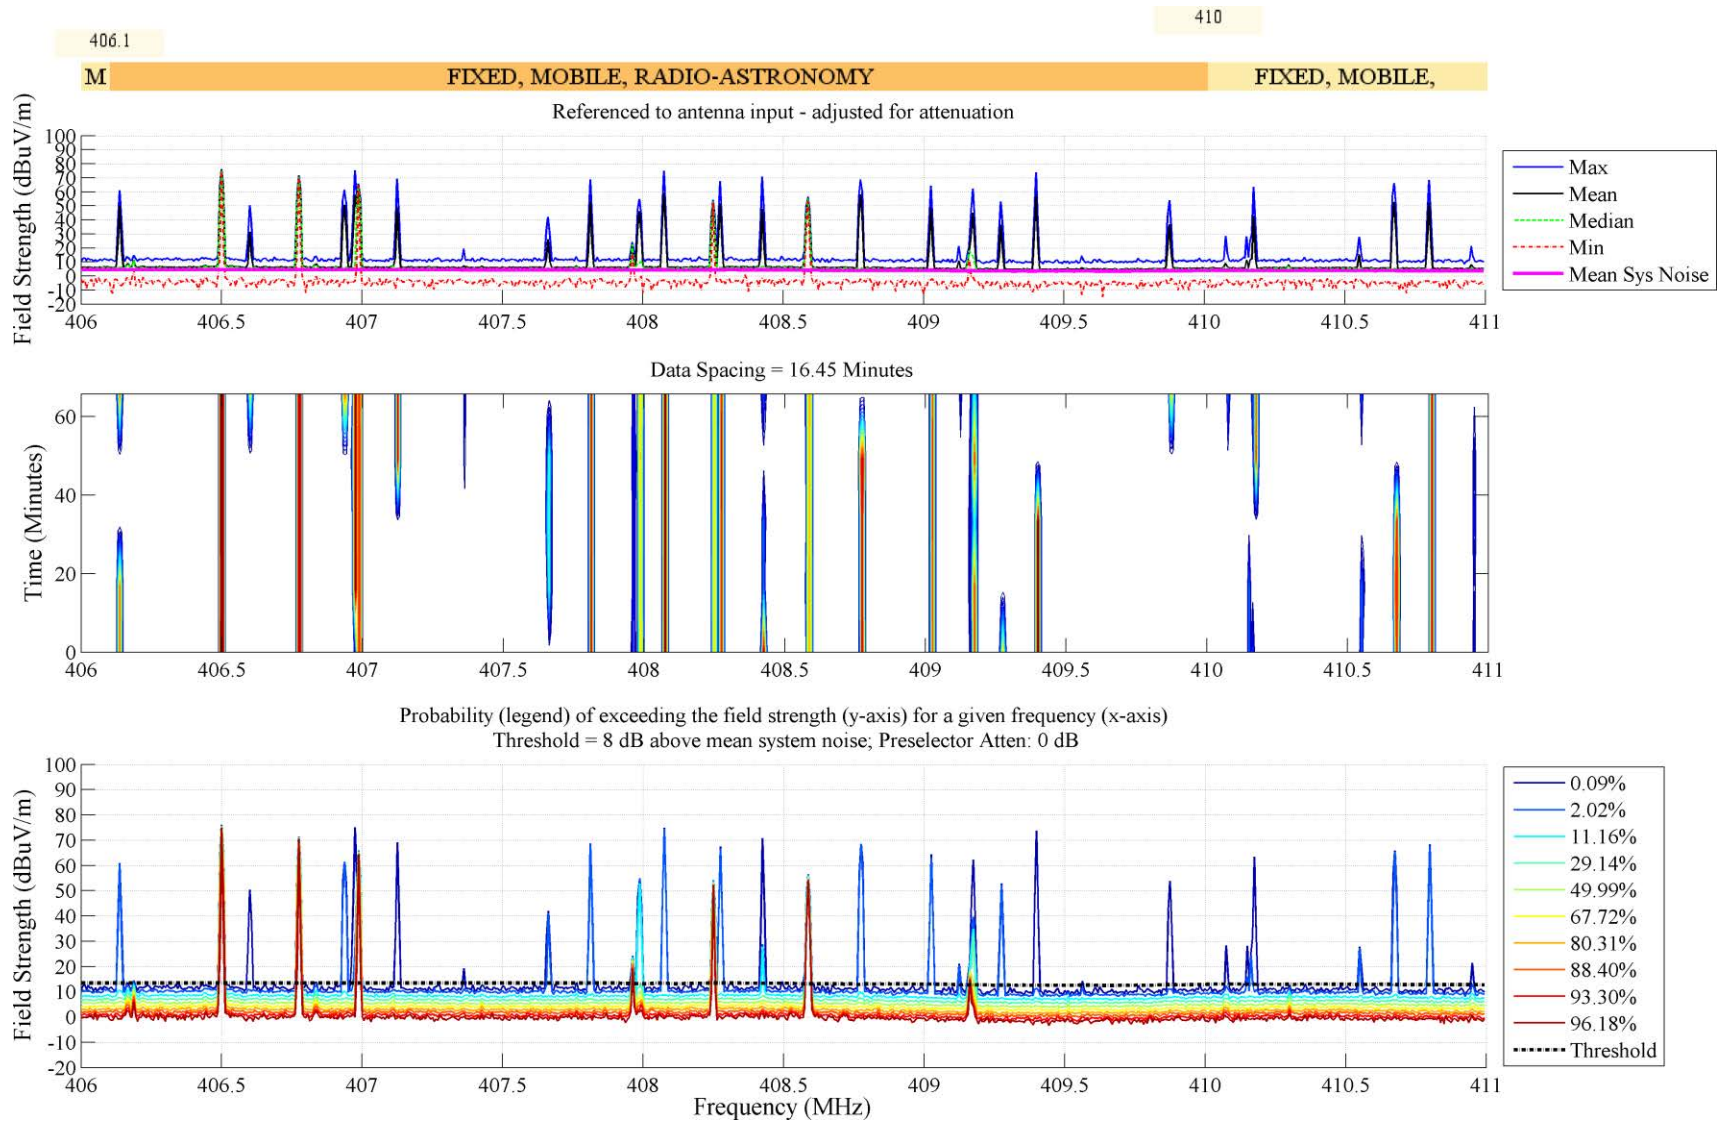 410
406.1
M FIXED, MOBILE, RADIO-ASTRONOMY FIXED, MOBILE,
Referenced to antenna input - adjusted for attenuation
Field Strength (dBuV/m)
100
90
80
70
60
50
40
30
20
10
0
-10
-20
406 406.5 407 407.5 408 408.5 409 409.5 410 410.5 411
Max
Mean
Median
Min
Mean Sys Noise
Data Spacing = 16.45 Minutes
Time (Minutes)
60
40
20
0
406 406.5 407 407.5 408 408.5 409 409.5 410 410.5 411
Probability (legend) of exceeding the field strength (y-axis) for a given frequency (x-axis)
Threshold = 8 dB above mean system noise; Preselector Atten: 0 dB
Field Strength (dBuV/m)
100
90
80
70
60
50
40
30
20
10
0
-10
-20
406 406.5 407 407.5 408 408.5 409 409.5 410 410.5 411
Frequency (MHz)
0.09%
2.02%
11.16%
29.14%
49.99%
67.72%
80.31%
88.40%
93.30%
96.18%
Threshold